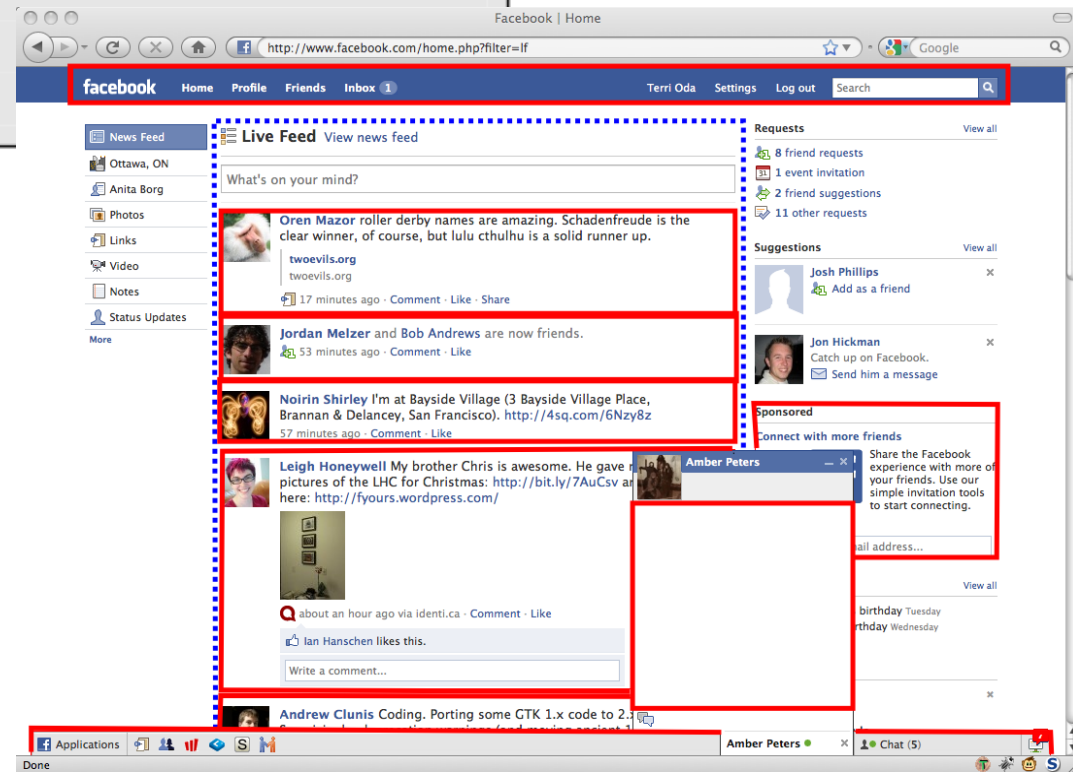 Facebook | Home
http://www.facebook.com/home.php?filter=lf
Google
facebook Home Profile Friends Inbox 1 Terri Oda Settings Log out Search
News Feed
Ottawa, ON
Anita Borg
Photos
Links
Video
Notes
Status Updates
More
Live Feed View news feed
What's on your mind?
Oren Mazor roller derby names are amazing. Schadenfreude is the
clear winner, of course, but lulu cthulhu is a solid runner up.
twoevils.org
twoevils.org
17 minutes ago · Comment · Like · Share
Jordan Melzer and Bob Andrews are now friends.
53 minutes ago · Comment · Like
Noirin Shirley I'm at Bayside Village (3 Bayside Village Place,
Brannan & Delancey, San Francisco). http://4sq.com/6Nzy8z
57 minutes ago · Comment · Like
Leigh Honeywell My brother Chris is awesome. He gave
pictures of the LHC for Christmas: http://bit.ly/7AuCsv
here: http://fyours.wordpress.com/
about an hour ago via identi.ca · Comment · Like
Ian Hanschen likes this.
Write a comment...
Andrew Clunis Coding. Porting some GTK 1.x code to 2.
Requests View all
8 friend requests
31 1 event invitation
2 friend suggestions
11 other requests
Suggestions View all
Josh Phillips
Add as a friend
Jon Hickman
Catch up on Facebook.
Send him a message
Sponsored
Connect with more friends
Share the Facebook
experience with more of
your friends. Use our
simple invitation tools
to start connecting.
address...
View all
birthday Tuesday
Wednesday
Amber Peters
Applications
Amber Peters
Chat (5)
Done